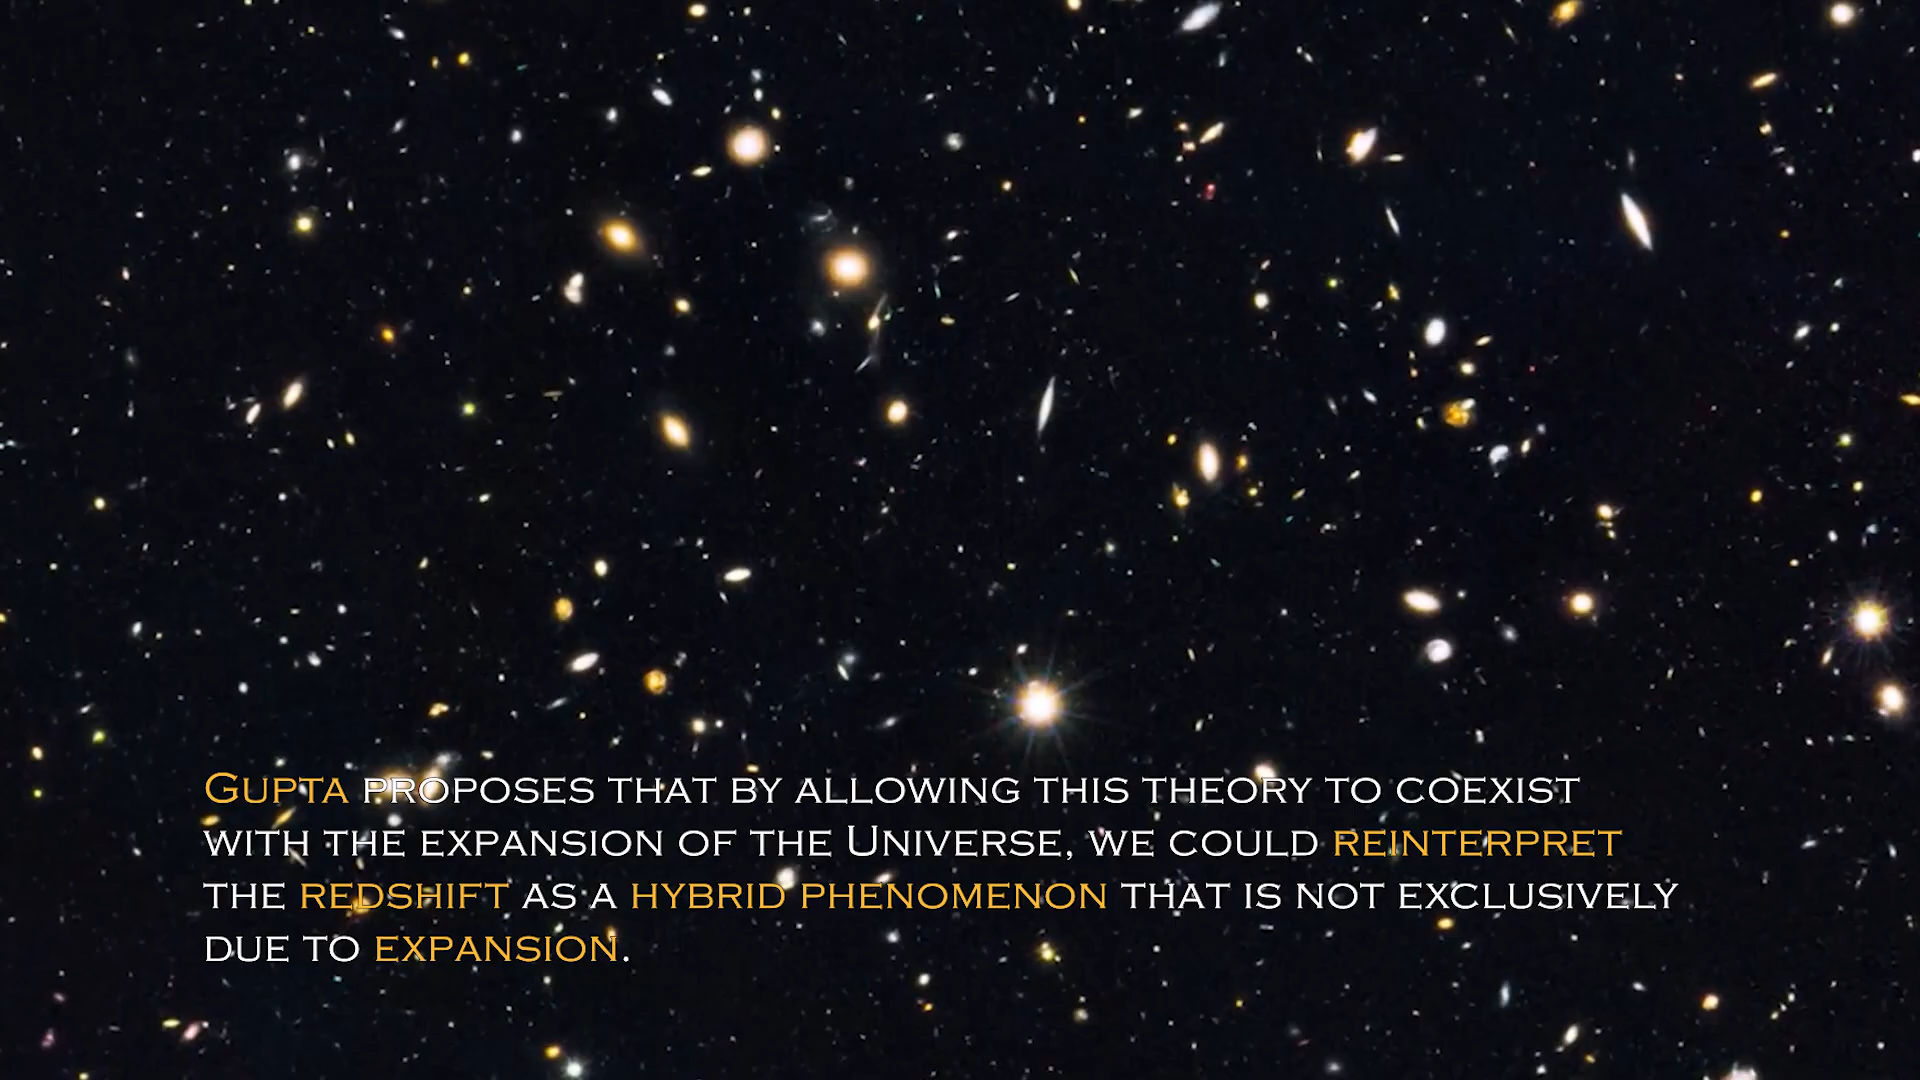 Gupta proposes that by allowing this theory to coexist
with the expansion of the Universe, we could reinterpret
the redshift as a hybrid phenomenon that is not exclusively
due to expansion.